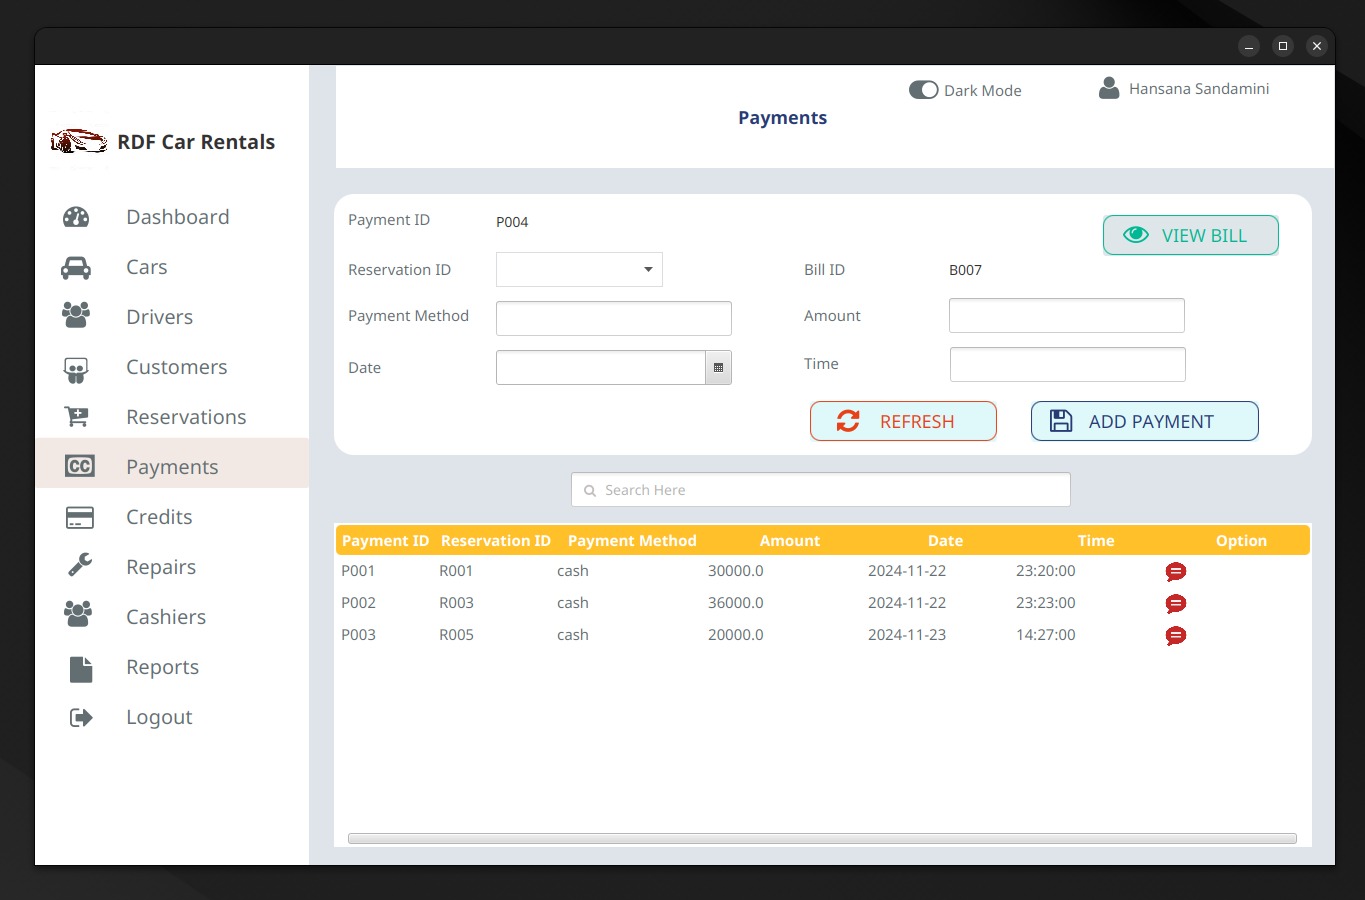 Dark Mode
Hansana Sandamini
Payments
RDF Car Rentals
Dashboard
Cars
Drivers
Customers
Reservations
CC Payments
Credits
Repairs
Cashiers
Reports
Logout
Payment ID P004
VIEW BILL
Reservation ID
Bill ID B007
Payment Method
Amount
Date
Time
REFRESH
ADD PAYMENT
Search Here
Payment ID Reservation ID Payment Method Amount Date Time Option
P001 R001 cash 30000.0 2024-11-22 23:20:00
P002 R003 cash 36000.0 2024-11-22 23:23:00
P003 R005 cash 20000.0 2024-11-23 14:27:00